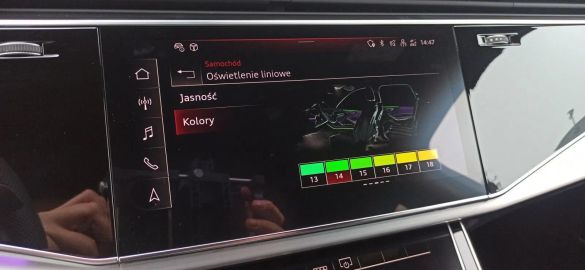 14:47
Samochód
Oświetlenie liniowe
Jasność
Kolory
13 14 15 16 17 18